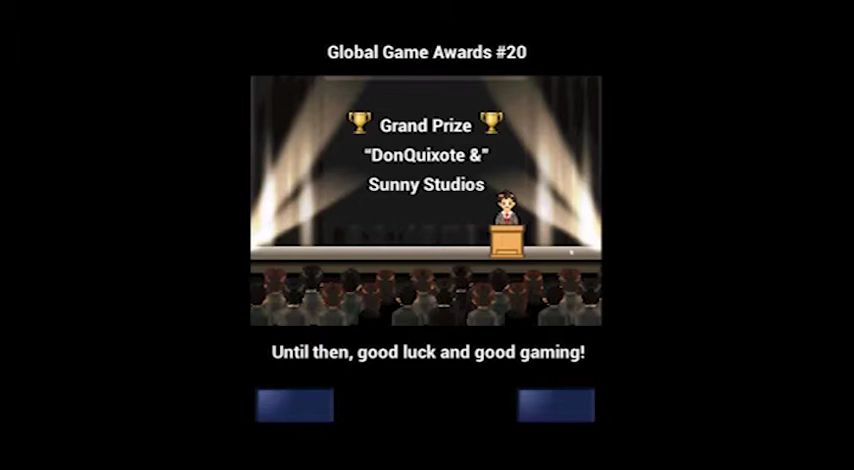 Global Game Awards #20
Grand Prize
"DonQuixote &"
Sunny Studios
Until then, good luck and good gaming!